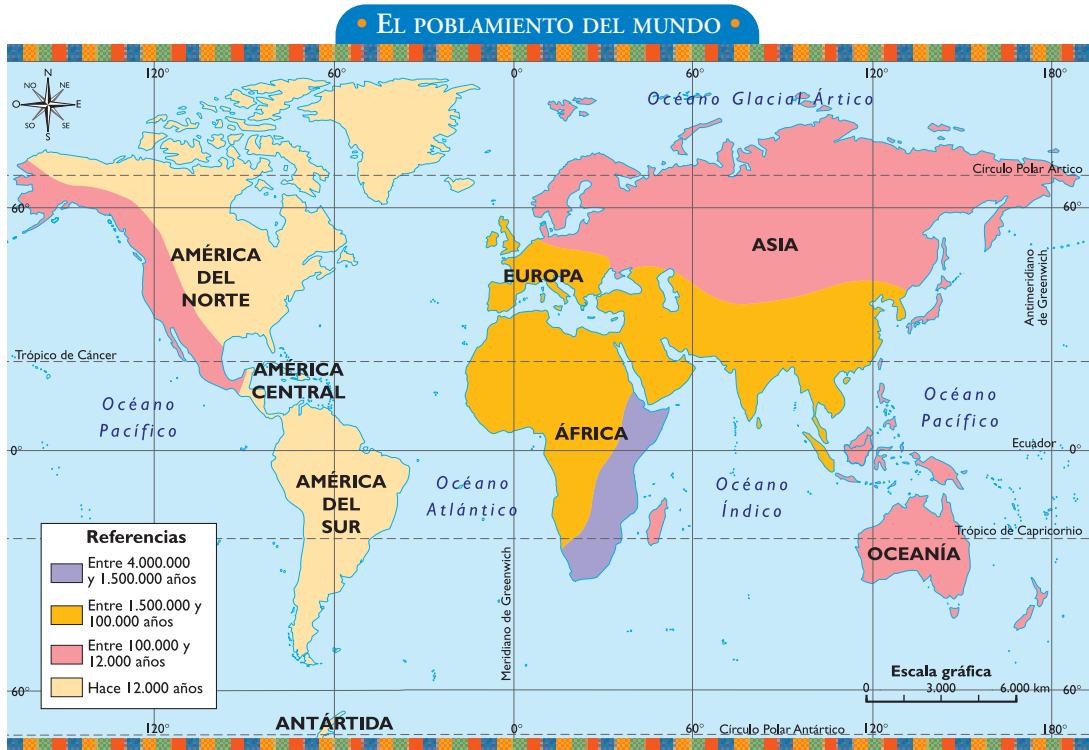 • EL POBLAMIENTO DEL MUNDO •
120° 60° 0° 60° 120° 180°
N
NO NE
O E
SO SE
S
Océano Glacial Ártico
Círculo Polar Ártico
60° 60°
AMÉRICA
DEL
NORTE
EUROPA
ASIA
Antimeridiano
de Greenwich
Trópico de Cáncer
AMÉRICA
CENTRAL
Océano
Pacífico
ÁFRICA
Océano
Pacífico
0° 0°
Ecuador
AMÉRICA
DEL
SUR
Océano
Atlántico
Océano
Índico
Trópico de Capricornio
OCEANÍA
Meridiano de Greenwich
Referencias
Entre 4.000.000
y 1.500.000 años
Entre 1.500.000 y
100.000 años
Entre 100.000 y
12.000 años
Hace 12.000 años
Escala gráfica
0 3.000 6.000 km
60° 60°
ANTÁRTIDA
Círculo Polar Antártico
120° 60° 0° 60° 120° 180°